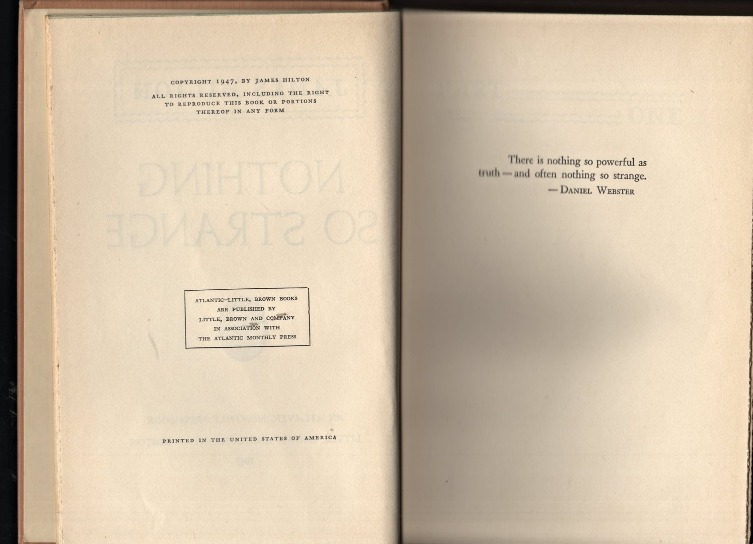 COPYRIGHT 1947, BY JAMES HILTON
ALL RIGHTS RESERVED, INCLUDING THE RIGHT
TO REPRODUCE THIS BOOK OR PORTIONS
THEREOF IN ANY FORM
NOTHING
SO STRANGE
ATLANTIC–LITTLE, BROWN BOOKS
ARE PUBLISHED BY
LITTLE, BROWN AND COMPANY
IN ASSOCIATION WITH
THE ATLANTIC MONTHLY PRESS
PRINTED IN THE UNITED STATES OF AMERICA
There is nothing so powerful as
truth — and often nothing so strange.
— DANIEL WEBSTER